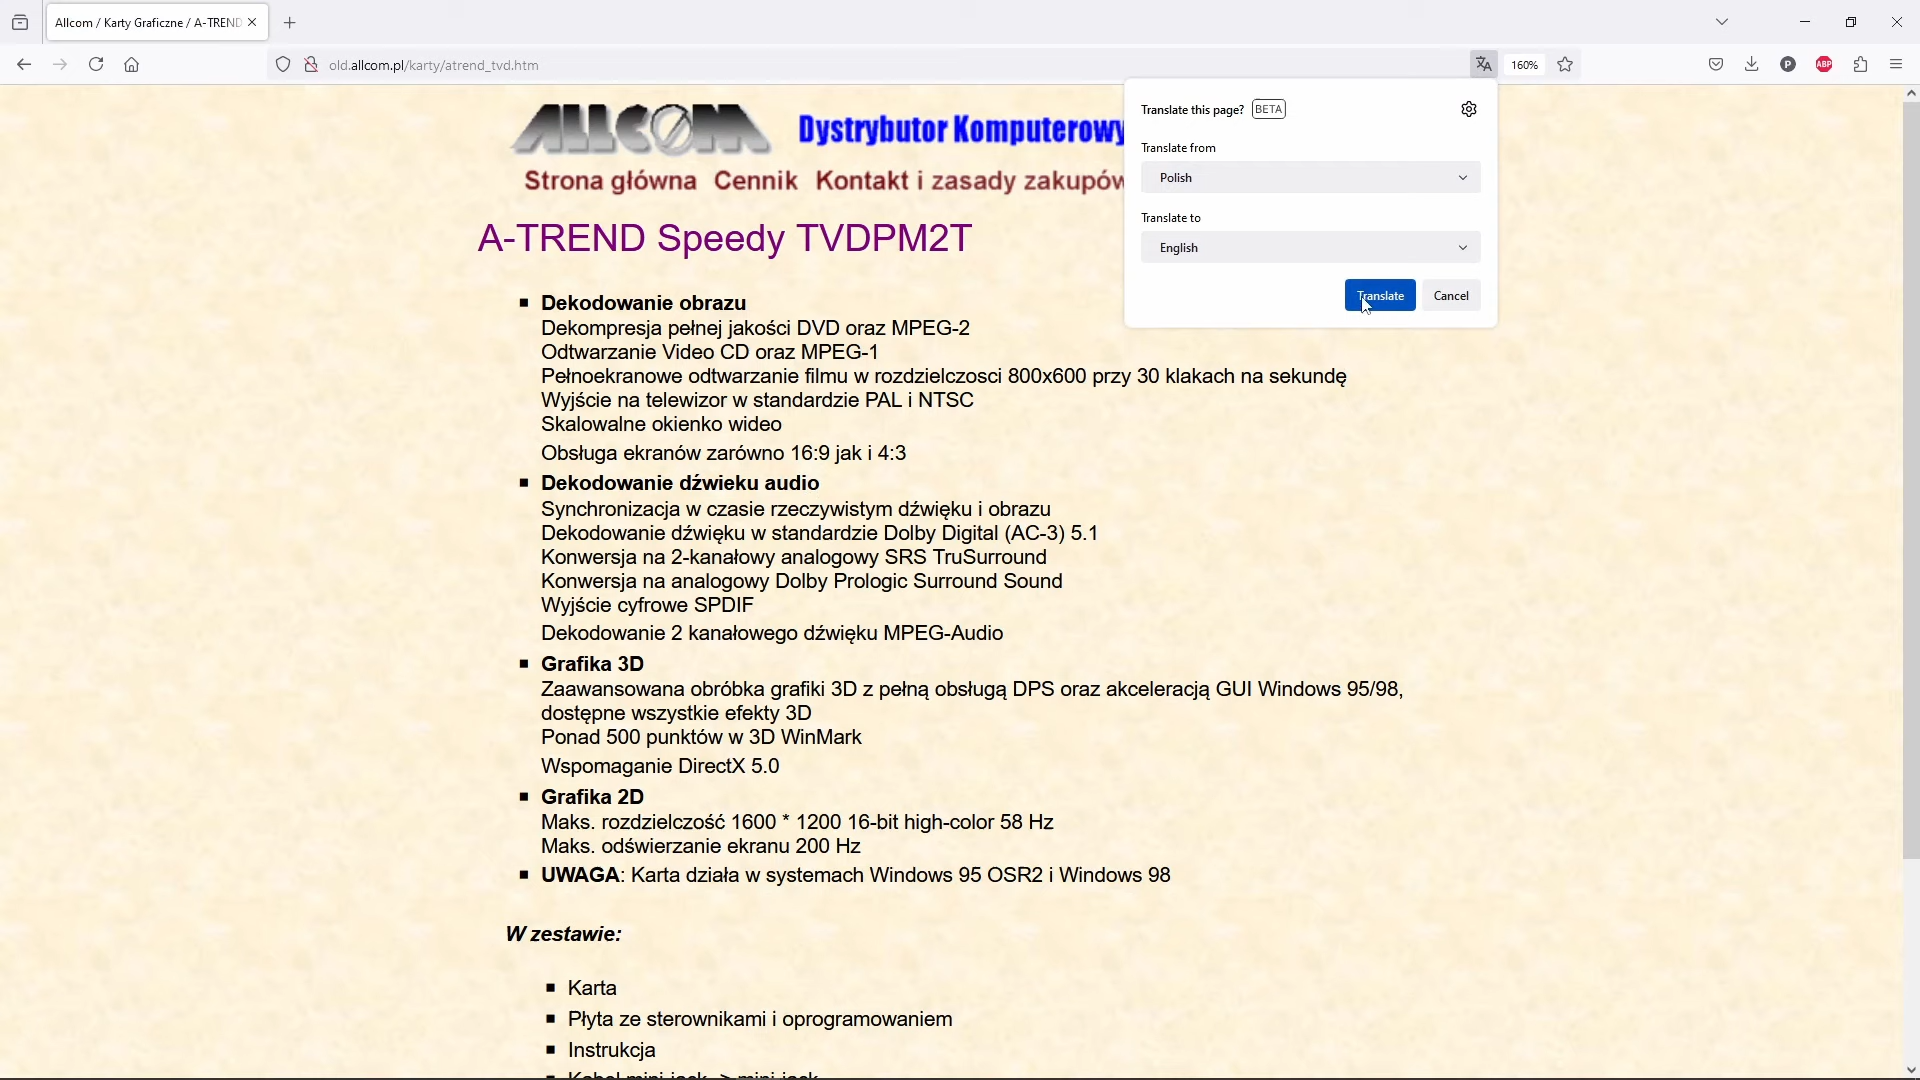 Allcom / Karty Graficzne / A-TREND
old.allcom.pl/karty/atrend_tvd.htm
160%
P
ABP
ALLCOM
Dystrybutor Komputerowy
Strona główna Cennik Kontakt i zasady zakupów
Translate this page? BETA
Translate from
Polish
Translate to
English
Translate Cancel
A-TREND Speedy TVDPM2T
Dekodowanie obrazu
Dekompresja pełnej jakości DVD oraz MPEG-2
Odtwarzanie Video CD oraz MPEG-1
Pełnoekranowe odtwarzanie filmu w rozdzielczosci 800x600 przy 30 klakach na sekundę
Wyjście na telewizor w standardzie PAL i NTSC
Skalowalne okienko wideo
Obsługa ekranów zarówno 16:9 jak i 4:3
Dekodowanie dźwieku audio
Synchronizacja w czasie rzeczywistym dźwięku i obrazu
Dekodowanie dźwięku w standardzie Dolby Digital (AC-3) 5.1
Konwersja na 2-kanałowy analogowy SRS TruSurround
Konwersja na analogowy Dolby Prologic Surround Sound
Wyjście cyfrowe SPDIF
Dekodowanie 2 kanałowego dźwięku MPEG-Audio
Grafika 3D
Zaawansowana obróbka grafiki 3D z pełną obsługą DPS oraz akceleracją GUI Windows 95/98,
dostępne wszystkie efekty 3D
Ponad 500 punktów w 3D WinMark
Wspomaganie DirectX 5.0
Grafika 2D
Maks. rozdzielczość 1600 * 1200 16-bit high-color 58 Hz
Maks. odświerzanie ekranu 200 Hz
UWAGA: Karta działa w systemach Windows 95 OSR2 i Windows 98
W zestawie:
Karta
Płyta ze sterownikami i oprogramowaniem
Instrukcja
Kabel mini-jack -> mini-jack